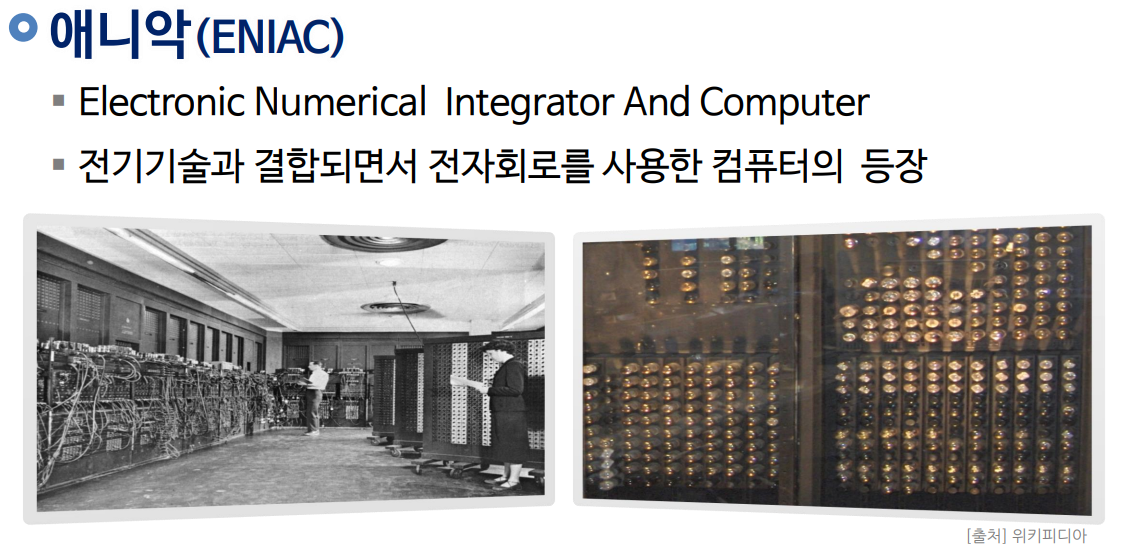 애니악(ENIAC)
Electronic Numerical Integrator And Computer
전기기술과 결합되면서 전자회로를 사용한 컴퓨터의 등장
[출처] 위키피디아